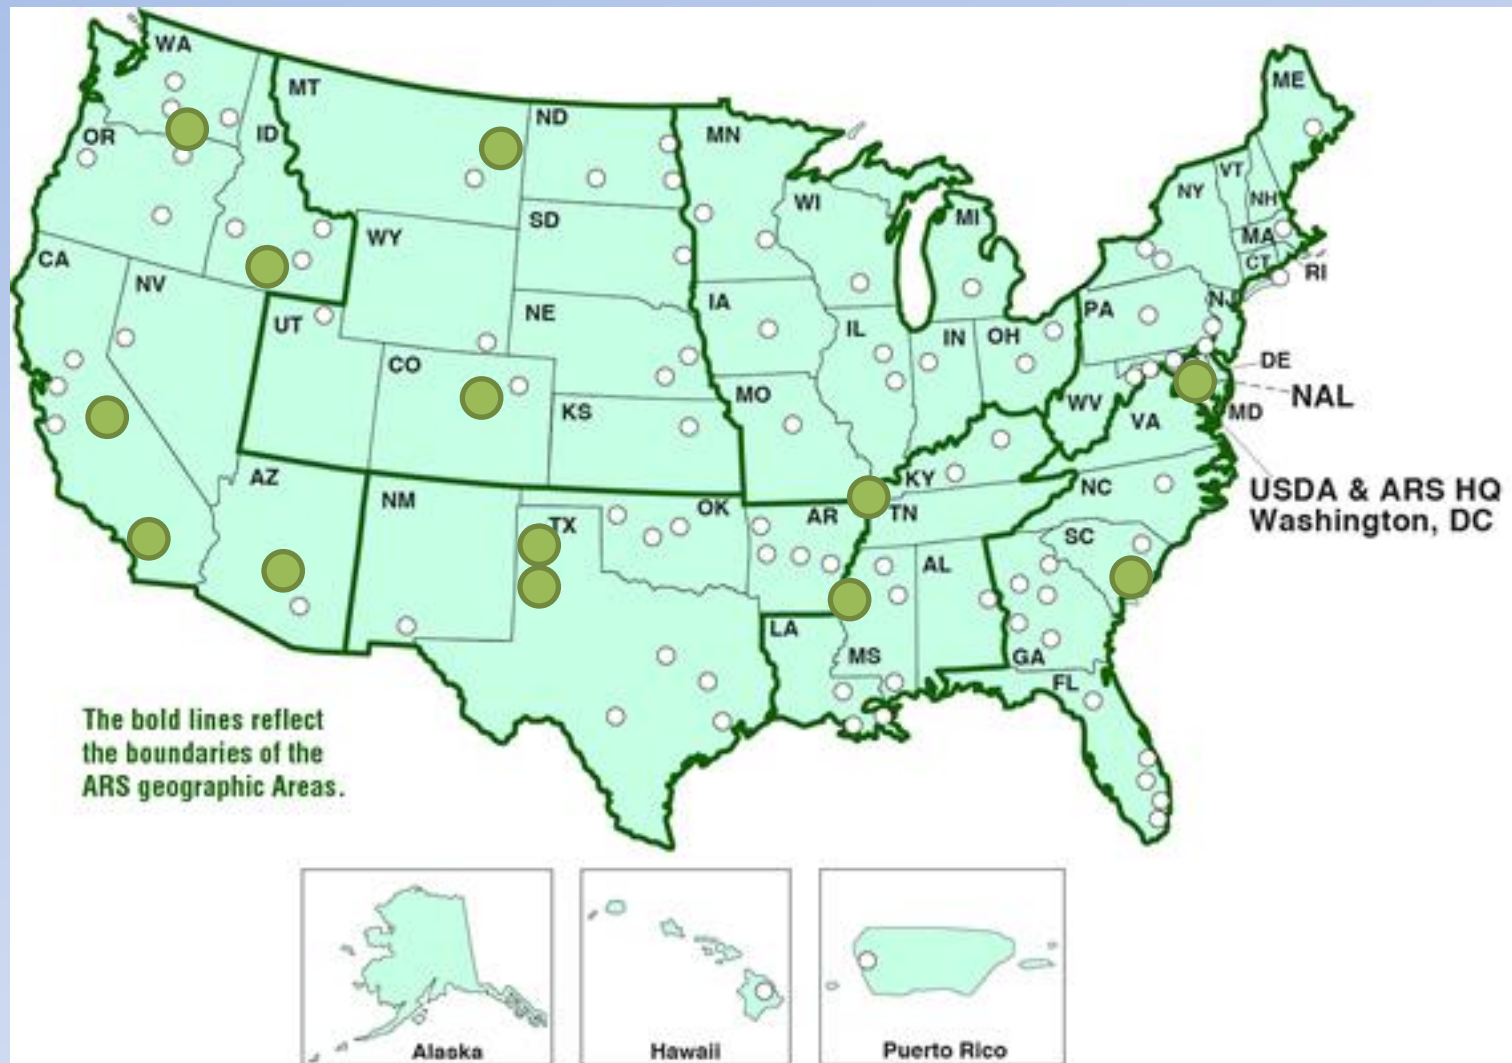 WA
MT
ND
MN
ME
OR
ID
VT
NH
NY
WI
MI
SD
WY
MA
CT
RI
CA
NV
IA
NE
UT
IL
IN
OH
PA
NJ
CO
DE
KS
MO
WV
VA
MD
NAL
KY
AZ
NM
OK
AR
TN
NC
TX
SC
AL
USDA & ARS HQ
Washington, DC
LA
MS
GA
FL
The bold lines reflect
the boundaries of the
ARS geographic Areas.
Alaska
Hawaii
Puerto Rico